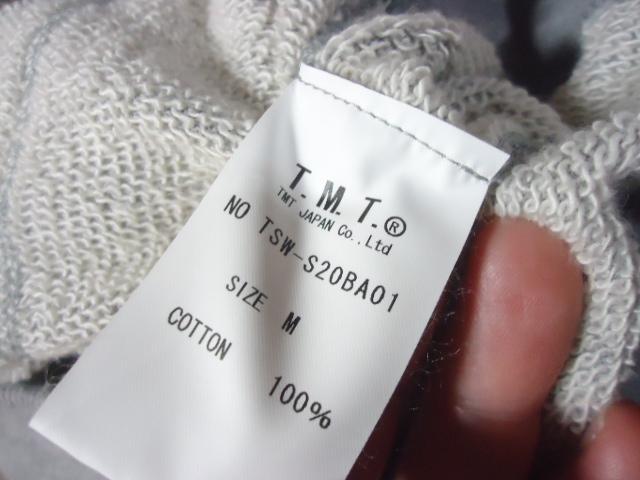 T.M.T.®
TMT JAPAN Co.,Ltd
NO TSW-S20BA01
SIZE M
COTTON 100%